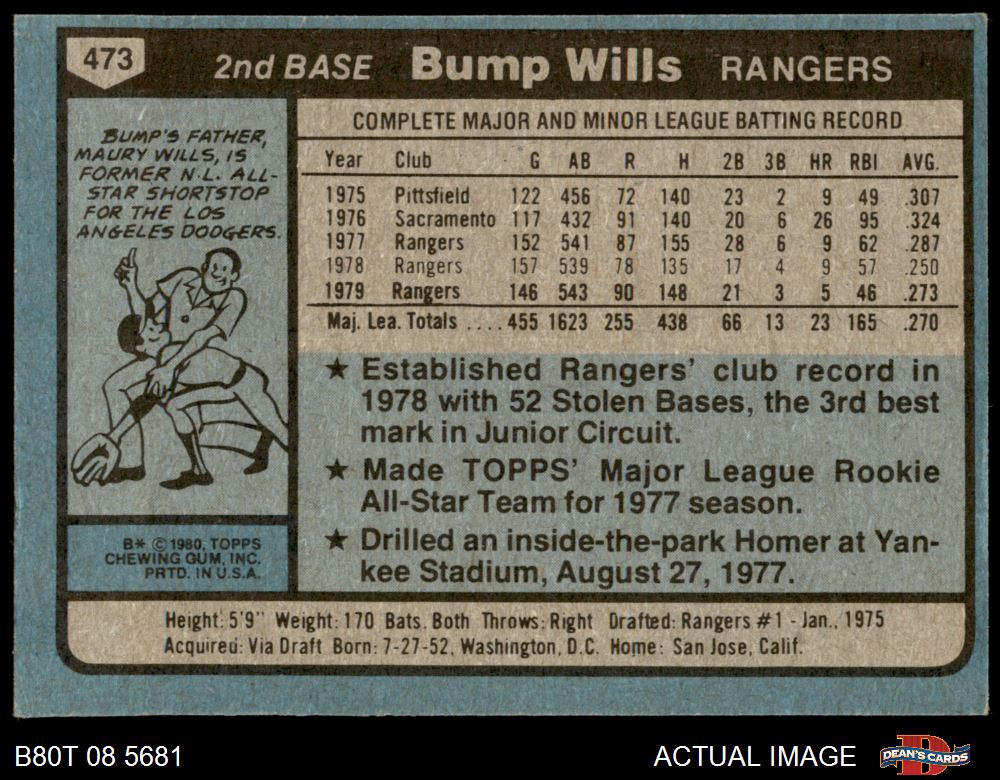 473
2nd BASE Bump Wills RANGERS
BUMP'S FATHER,
MAURY WILLS, IS
FORMER N.L. ALL-
STAR SHORTSTOP
FOR THE LOS
ANGELES DODGERS.
COMPLETE MAJOR AND MINOR LEAGUE BATTING RECORD
Year Club G AB R H 2B 3B HR RBI AVG.
1975 Pittsfield 122 456 72 140 23 2 9 49 .307
1976 Sacramento 117 432 91 140 20 6 26 95 .324
1977 Rangers 152 541 87 155 28 6 9 62 .287
1978 Rangers 157 539 78 135 17 4 9 57 .250
1979 Rangers 146 543 90 148 21 3 5 46 .273
Maj. Lea. Totals .... 455 1623 255 438 66 13 23 165 .270
★ Established Rangers' club record in
1978 with 52 Stolen Bases, the 3rd best
mark in Junior Circuit.
★ Made TOPPS' Major League Rookie
All-Star Team for 1977 season.
★ Drilled an inside-the-park Homer at Yan-
kee Stadium, August 27, 1977.
B* © 1980, TOPPS
CHEWING GUM, INC.
PRTD. IN U.S.A.
Height: 5'9" Weight: 170 Bats: Both Throws: Right Drafted: Rangers #1 - Jan., 1975
Acquired: Via Draft Born: 7-27-52, Washington, D.C. Home: San Jose, Calif.
B80T 08 5681
ACTUAL IMAGE
DEAN'S CARDS